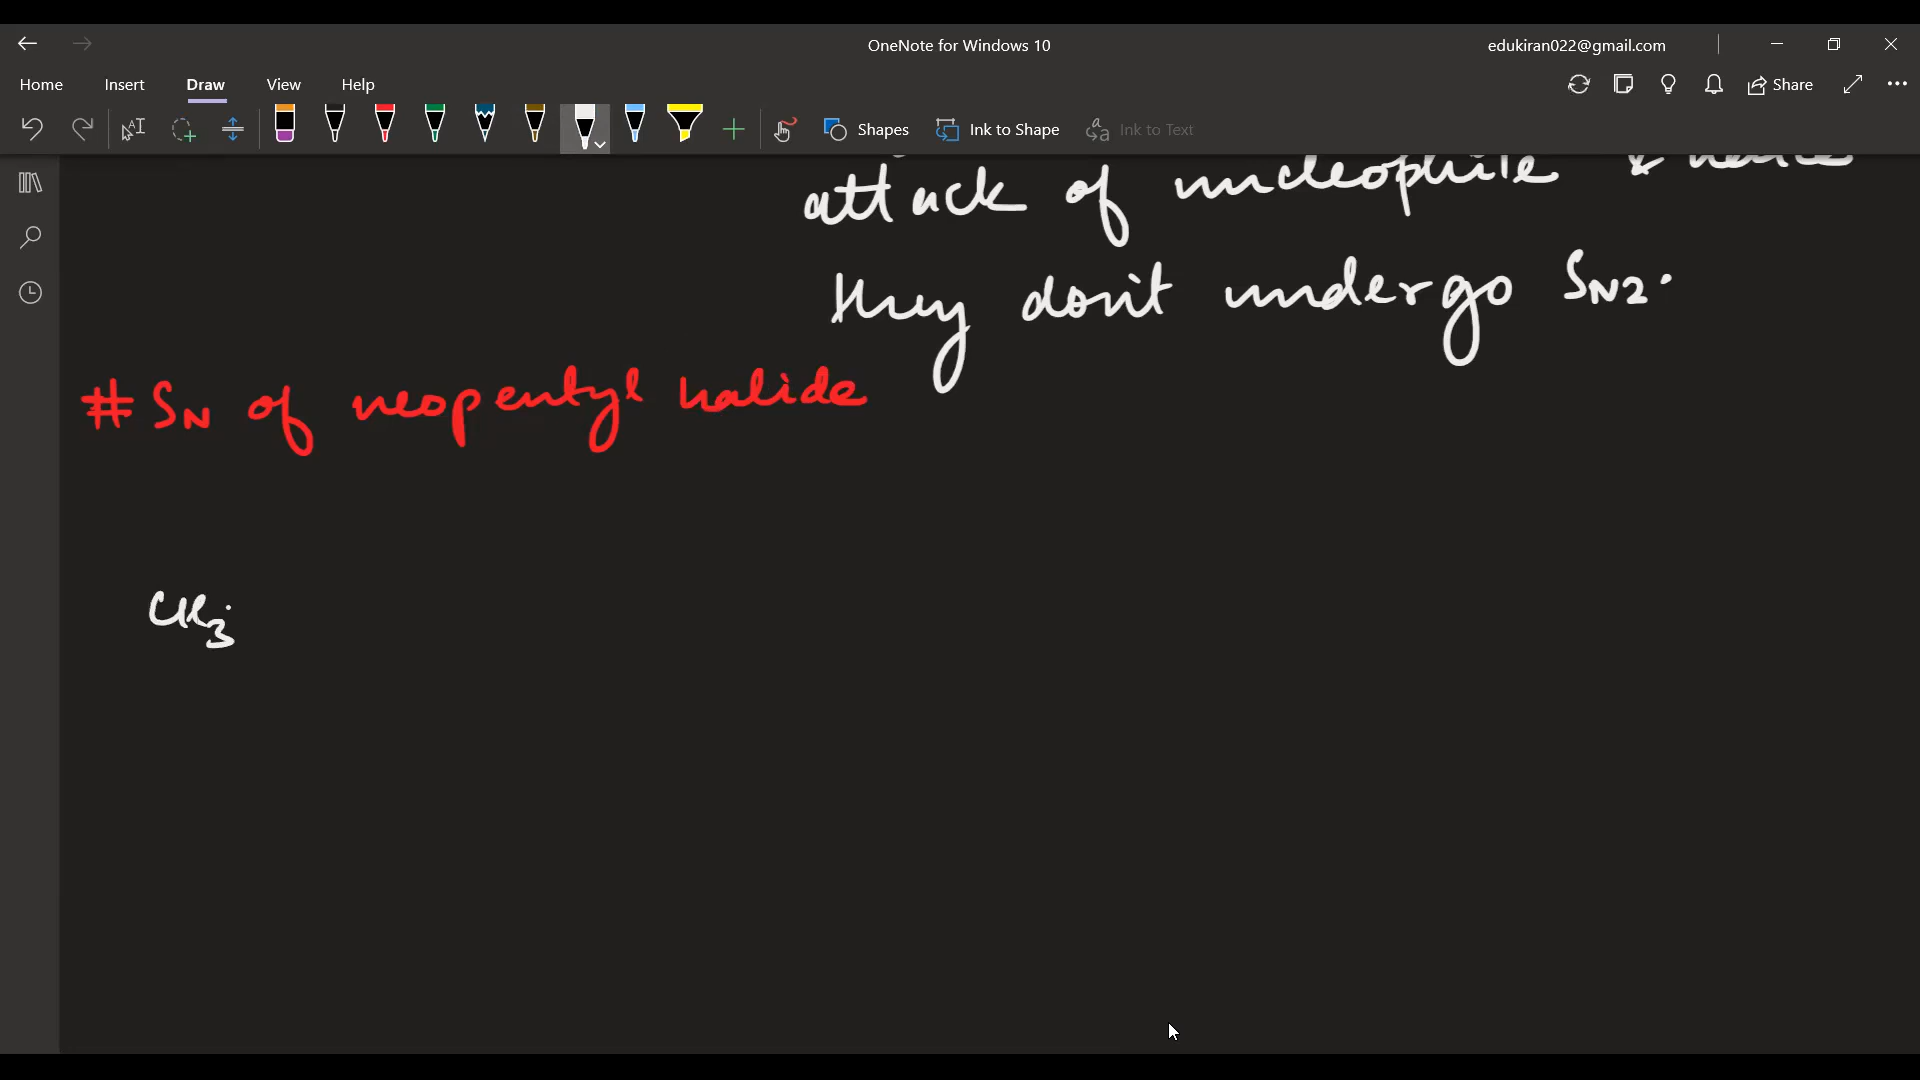 OneNote for Windows 10
edukiran022@gmail.com
Home Insert Draw View Help
Share
Shapes Ink to Shape Ink to Text
attack of nucleophile & hence
they don't undergo SN2.
# SN of neopentyl halide
CH3